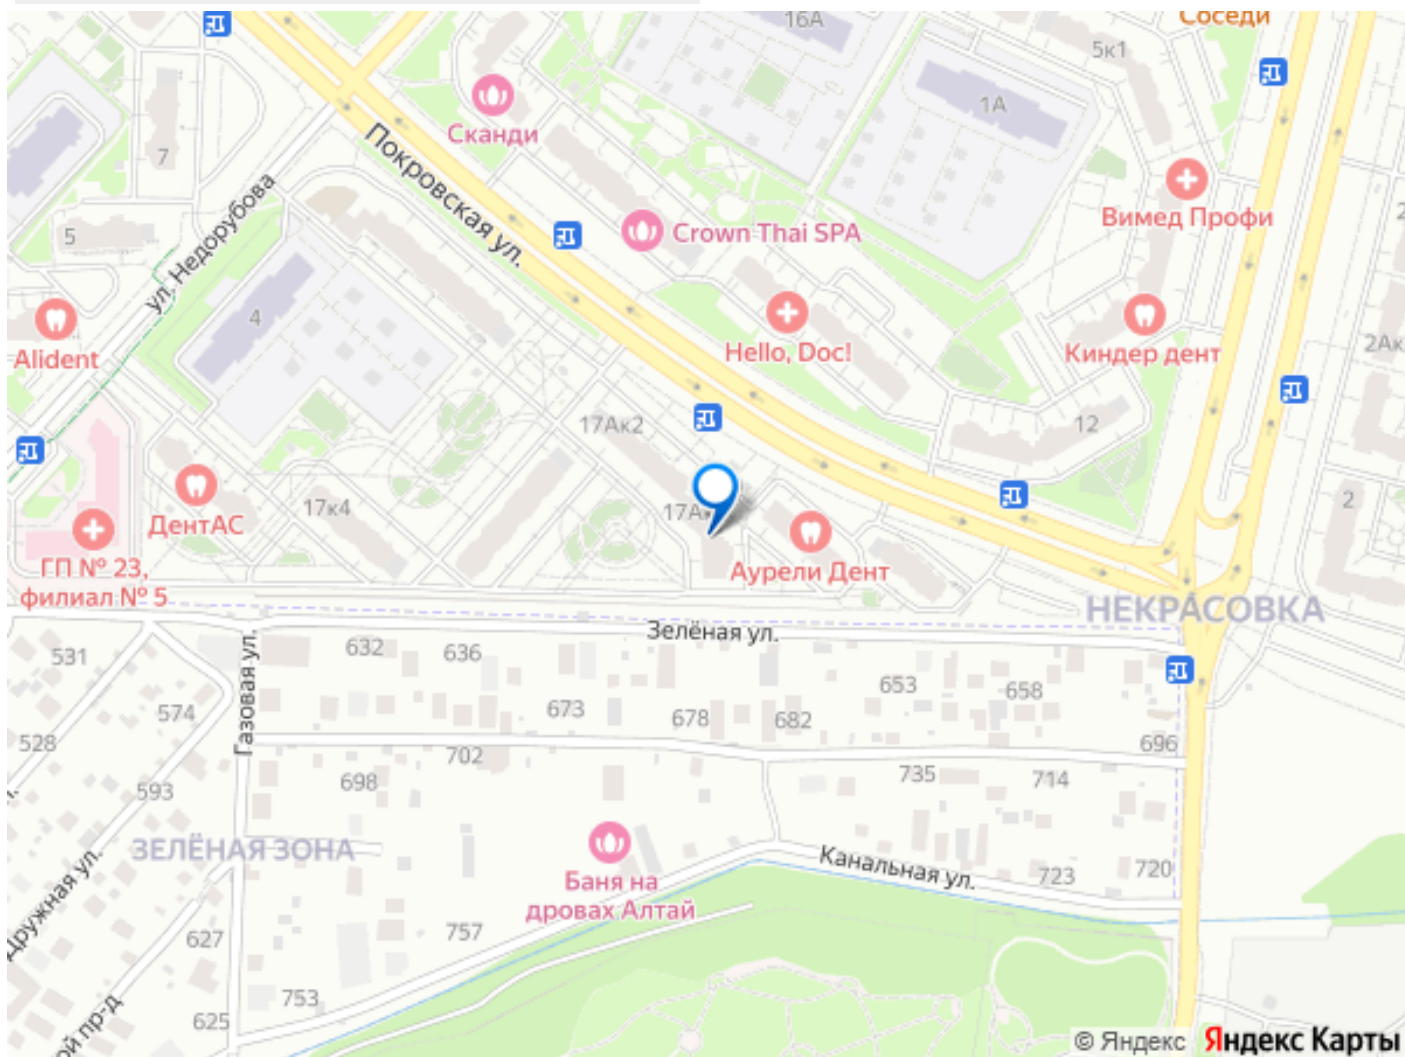 16А
Соседи
5к1
1А
Сканди
7
Покровская ул.
Вимед Профи
ул. Недорубова
5
Crown Thai SPA
4
Alident
Hello, Doc!
Киндер дент
17Ак2
12
2
17к4
ДентАС
ГП № 23,
филиал № 5
Аурели Дент
НЕКРАСОВКА
Зелёная ул.
Газовая ул.
632
636
531
653
658
574
673
678
682
528
702
696
698
735
714
593
ЗЕЛЁНАЯ ЗОНА
Дружная ул.
Баня на
дровах Алтай
Канальная ул.
723
720
627
757
753
625
ой пр-д
© Яндекс
Яндекс Карты